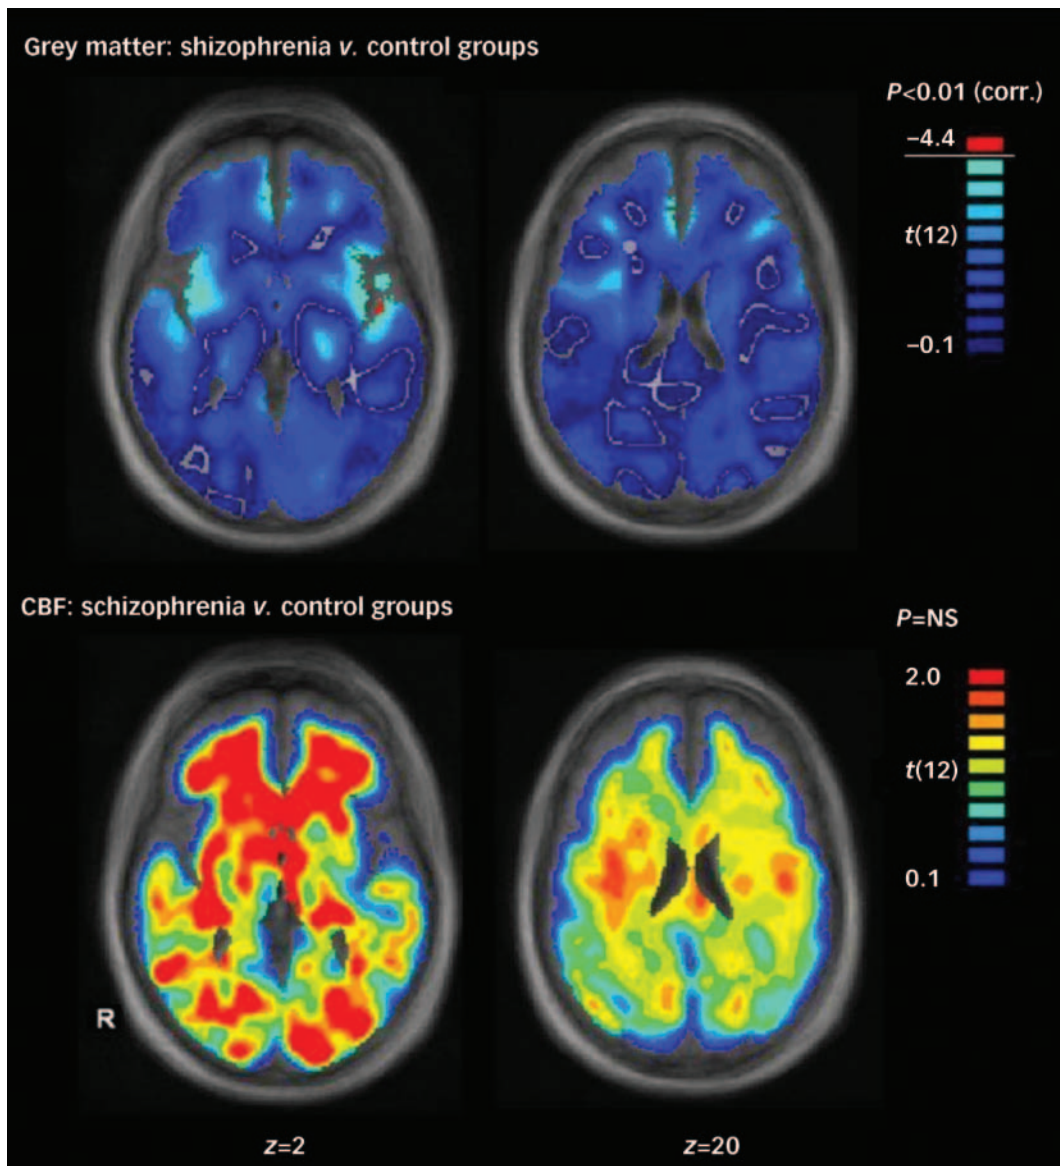 Grey matter: shizophrenia v. control groups
P<0.01 (corr.)
–4.4
t(12)
–0.1
CBF: schizophrenia v. control groups
P=NS
2.0
t(12)
0.1
R
z=2
z=20